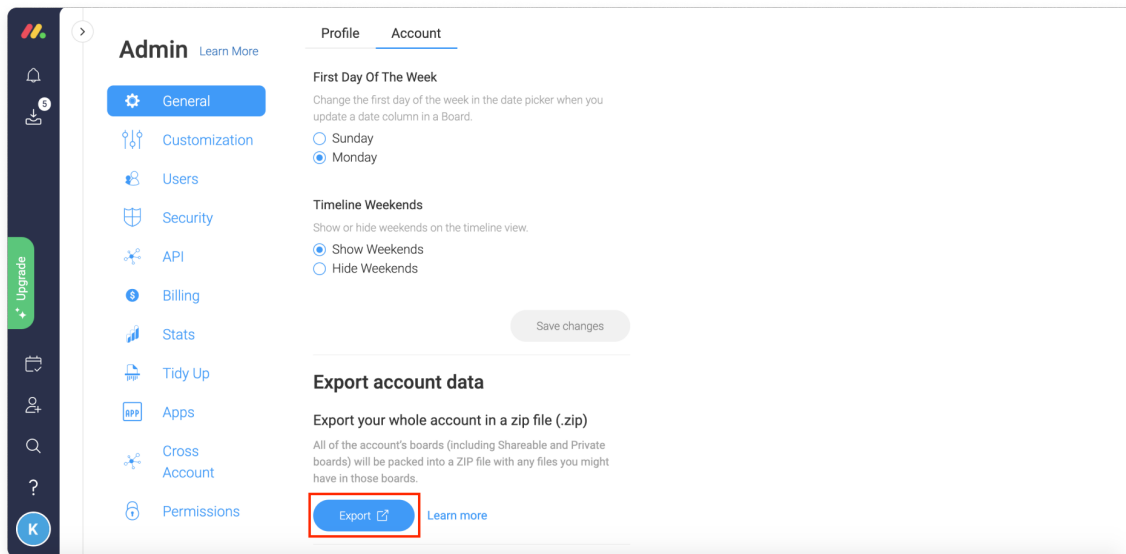 5
Upgrade
?
K
Admin Learn More
General
Customization
Users
Security
API
Billing
Stats
Tidy Up
APP Apps
Cross
Account
Permissions
Profile Account
First Day Of The Week
Change the first day of the week in the date picker when you
update a date column in a Board.
Sunday
Monday
Timeline Weekends
Show or hide weekends on the timeline view.
Show Weekends
Hide Weekends
Save changes
Export account data
Export your whole account in a zip file (.zip)
All of the account's boards (including Shareable and Private
boards) will be packed into a ZIP file with any files you might
have in those boards.
Export Learn more